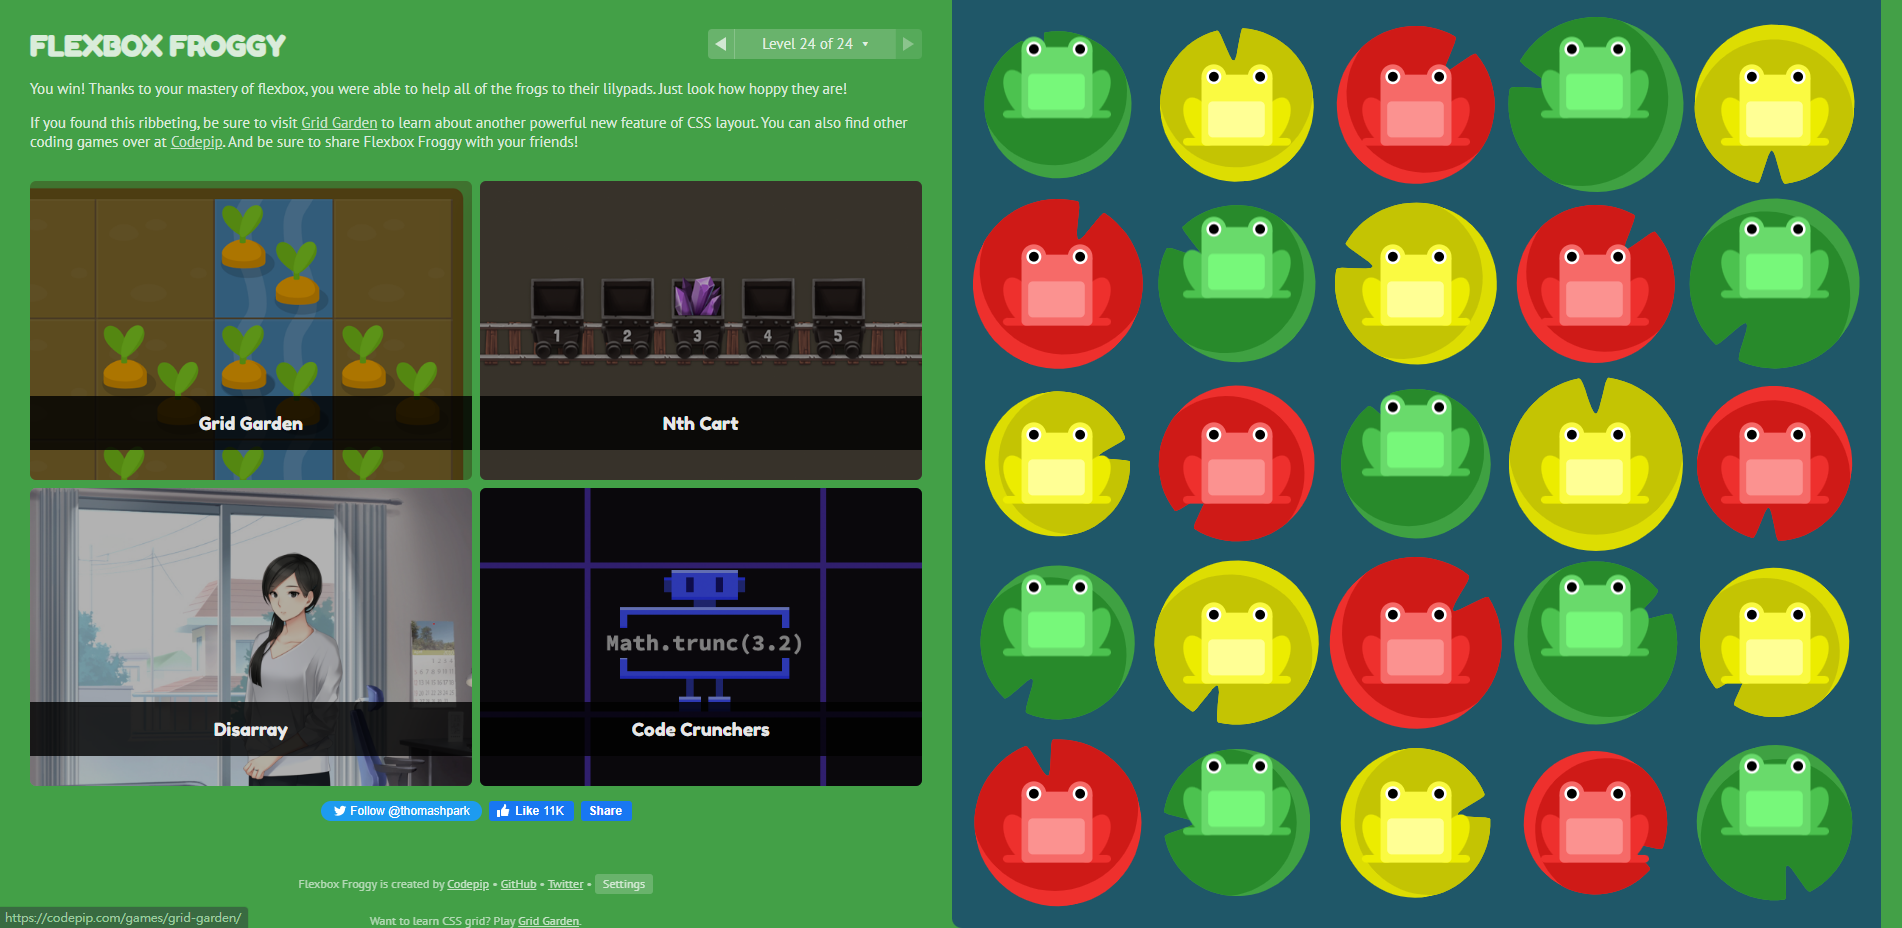 FLEXBOX FROGGY
◀ Level 24 of 24 ▾ ▶
You win! Thanks to your mastery of flexbox, you were able to help all of the frogs to their lilypads. Just look how hoppy they are!
If you found this ribbeting, be sure to visit Grid Garden to learn about another powerful new feature of CSS layout. You can also find other
coding games over at Codepip. And be sure to share Flexbox Froggy with your friends!
1 2 3 4 5
Grid Garden
Nth Cart
Math.trunc(3.2)
Disarray
Code Crunchers
Follow @thomashpark
Like 11K
Share
Flexbox Froggy is created by Codepip • GitHub • Twitter • Settings
https://codepip.com/games/grid-garden/
Want to learn CSS grid? Play Grid Garden.